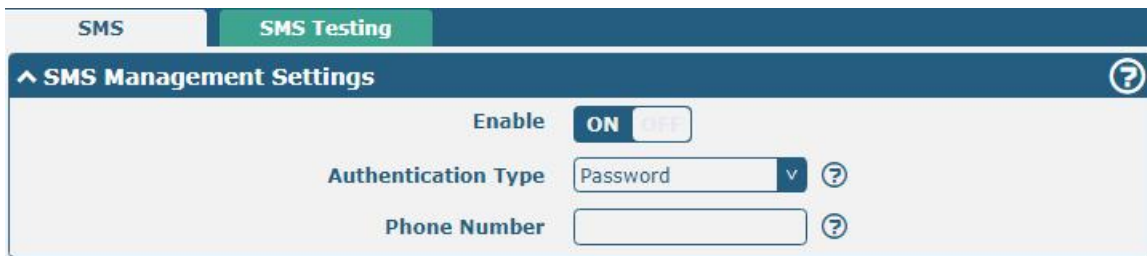 SMS
SMS Testing
SMS Management Settings
?
Enable
ON OFF
Authentication Type
Password
v
?
Phone Number
?